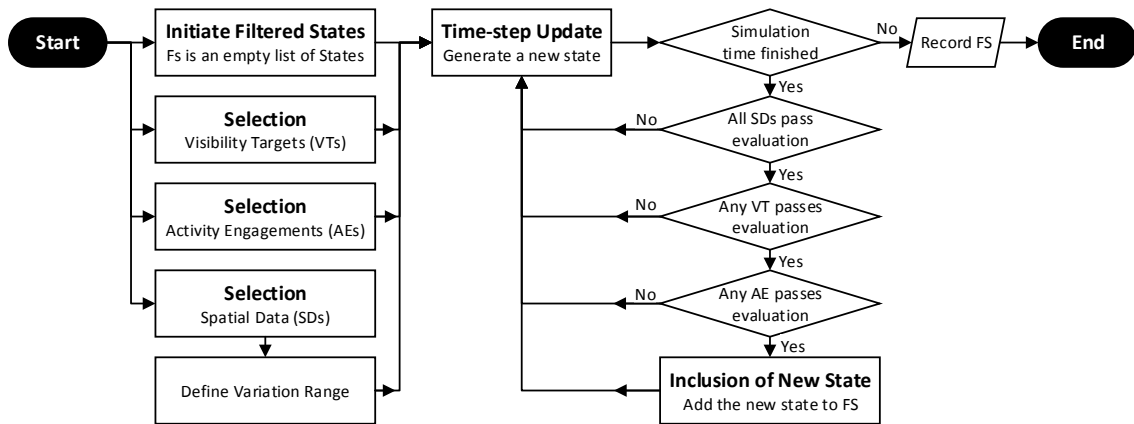 Start
Initiate Filtered States
Fs is an empty list of States
Selection
Visibility Targets (VTs)
Selection
Activity Engagements (AEs)
Selection
Spatial Data (SDs)
Define Variation Range
Time-step Update
Generate a new state
Simulation
time finished
No
Record FS
End
Yes
All SDs pass
evaluation
No
Yes
Any VT passes
evaluation
No
Yes
Any AE passes
evaluation
No
Yes
Inclusion of New State
Add the new state to FS